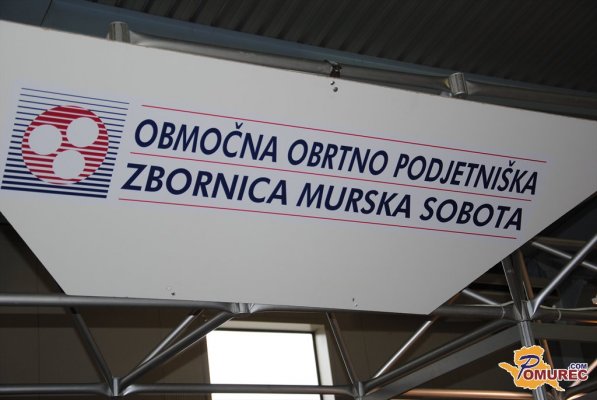 OBMOČNA OBRTNO PODJETNIŠKA
ZBORNICA MURSKA SOBOTA
POMUREC.COM